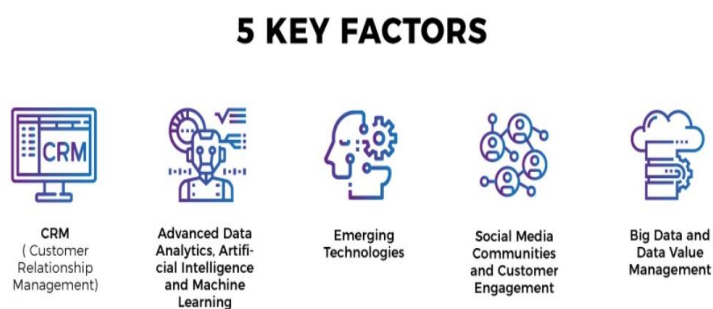 5 KEY FACTORS
CRM
CRM
( Customer
Relationship
Management)
Advanced Data
Analytics, Artifi-
cial Intelligence
and Machine
Learning
Emerging
Technologies
Social Media
Communities
and Customer
Engagement
Big Data and
Data Value
Management